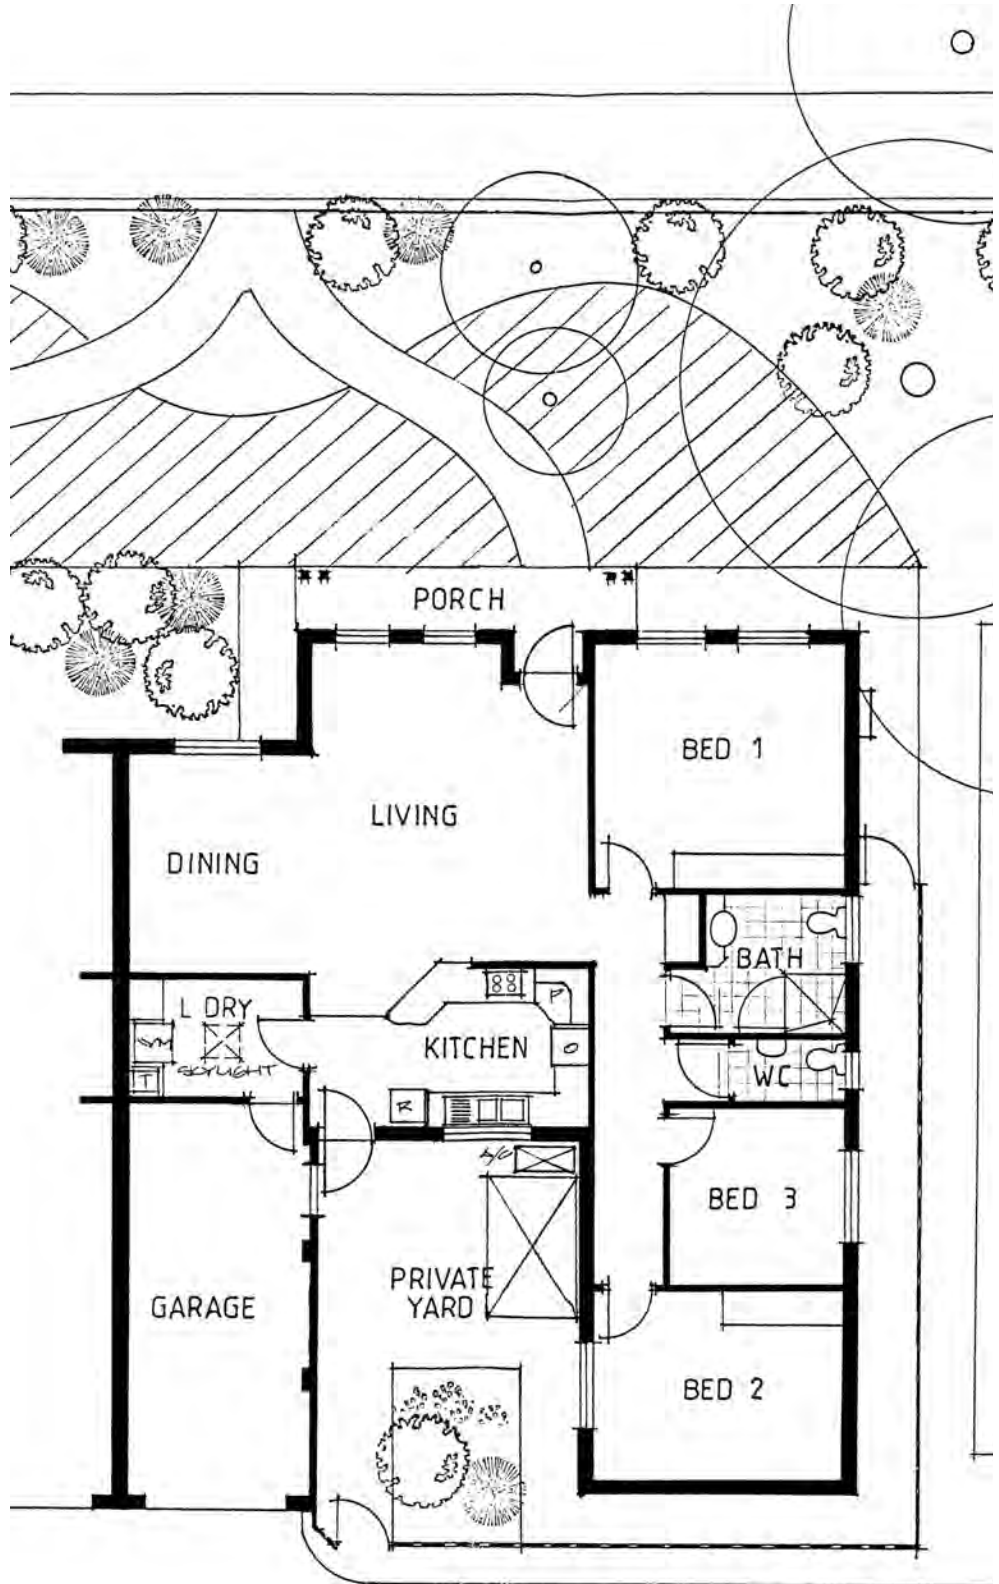 PORCH
BED 1
LIVING
DINING
BATH
L DRY
P
KITCHEN
O
SKYLIGHT
WC
T
R
A/C
BED 3
PRIVATE
YARD
GARAGE
BED 2